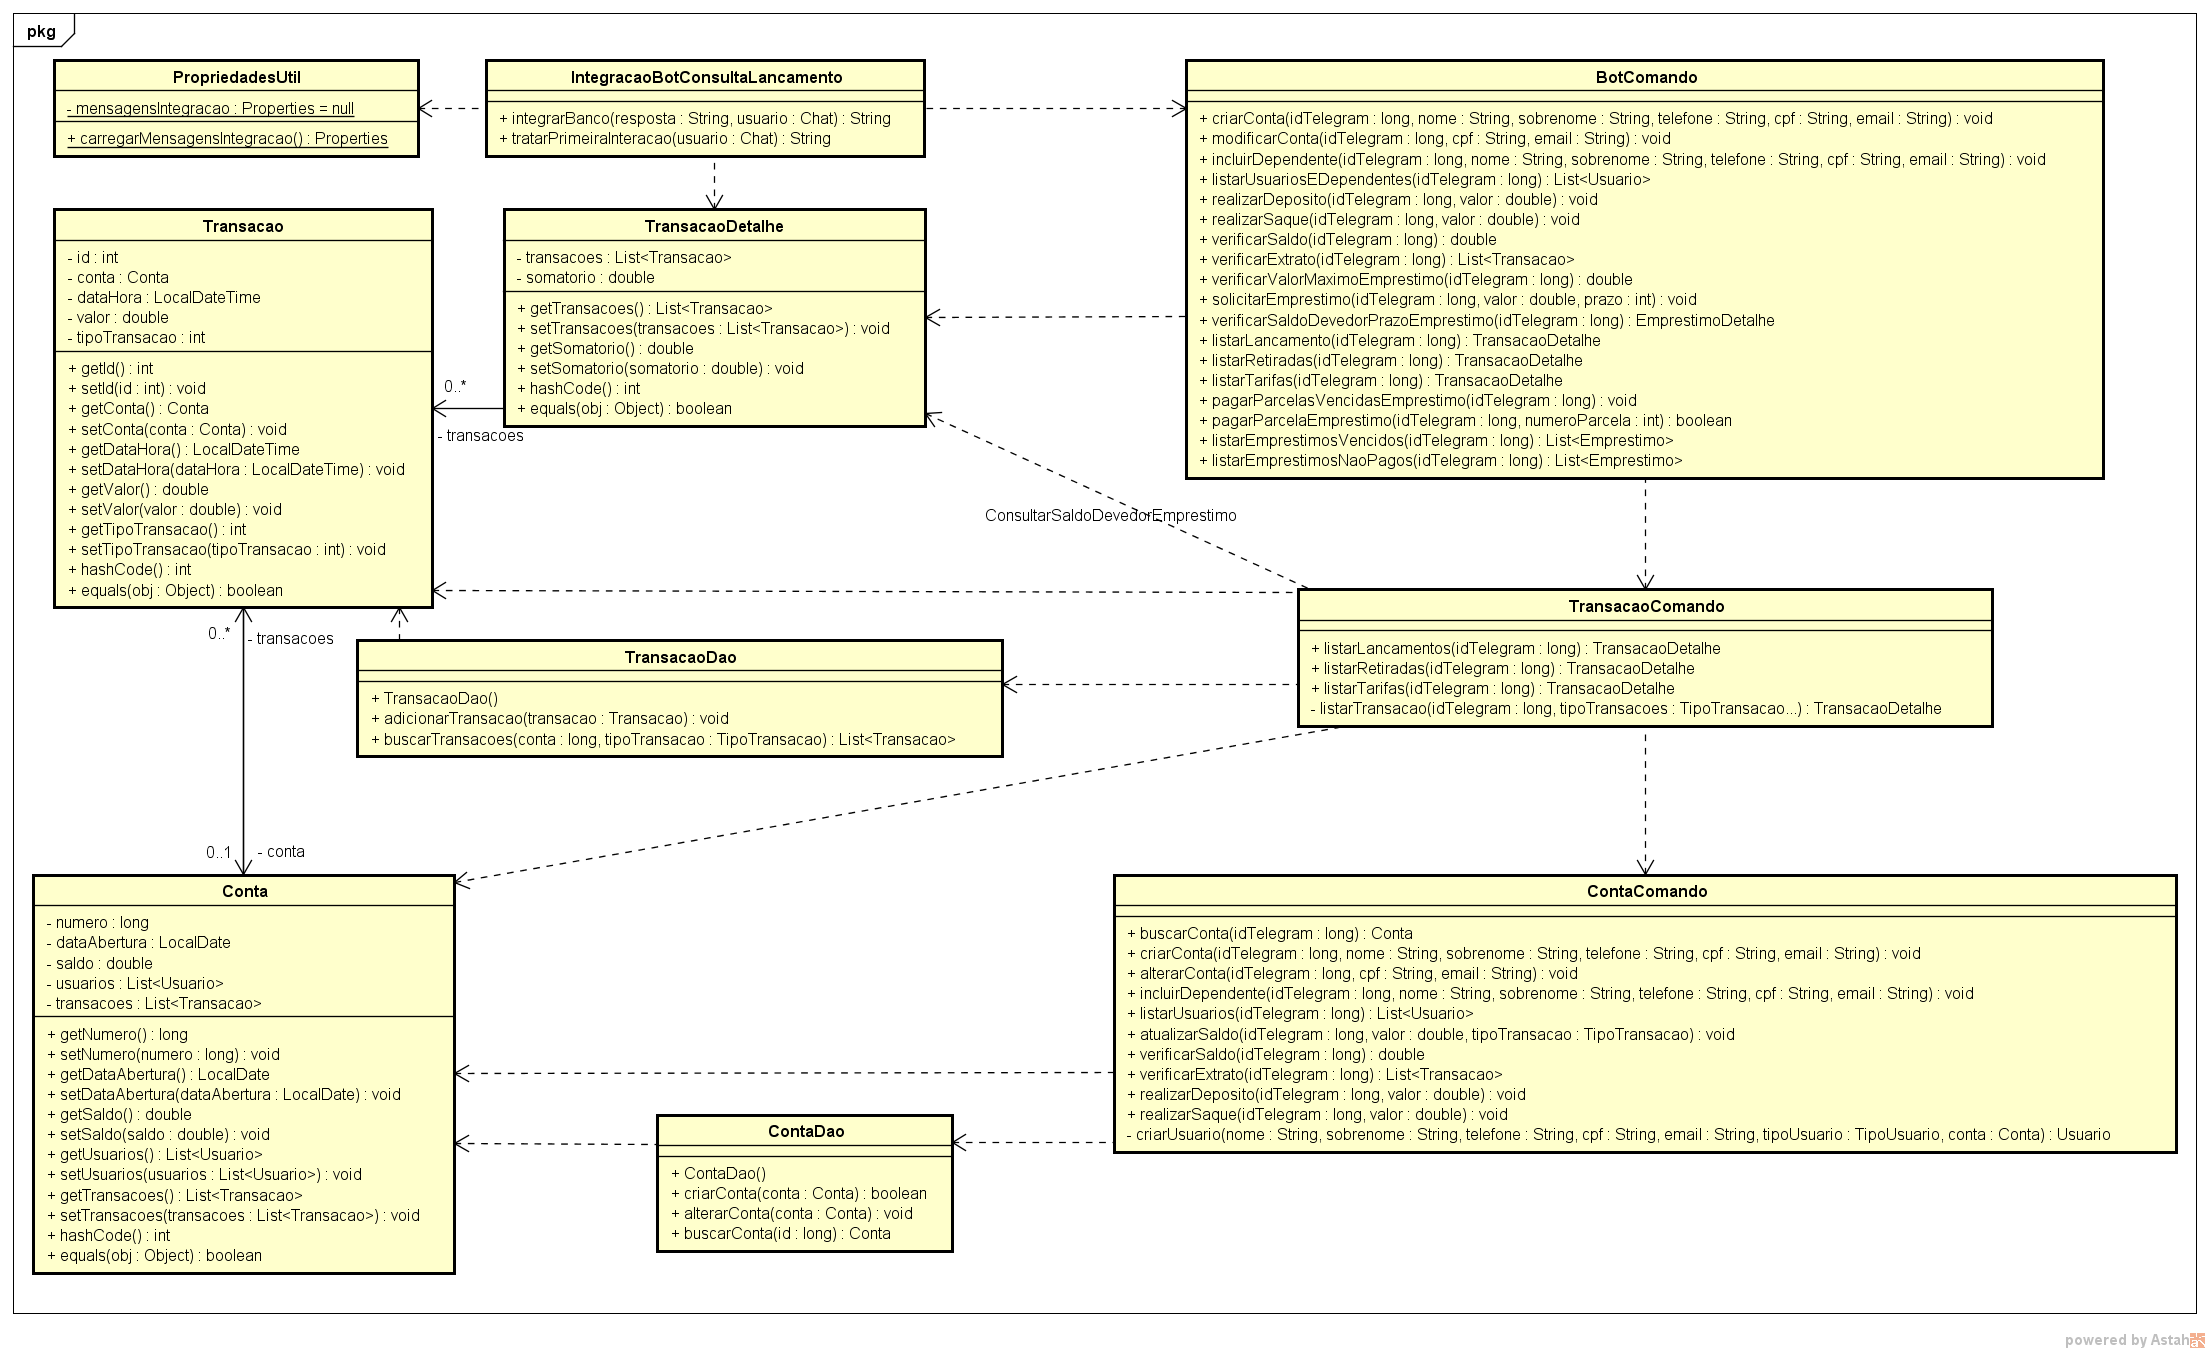 pkg
PropriedadesUtil
- mensagensIntegracao : Properties = null
+ carregarMensagensIntegracao() : Properties
IntegracaoBotConsultaLancamento
+ integrarBanco(resposta : String, usuario : Chat) : String
+ tratarPrimeiraInteracao(usuario : Chat) : String
BotComando
+ criarConta(idTelegram : long, nome : String, sobrenome : String, telefone : String, cpf : String, email : String) : void
+ modificarConta(idTelegram : long, cpf : String, email : String) : void
+ incluirDependente(idTelegram : long, nome : String, sobrenome : String, telefone : String, cpf : String, email : String) : void
+ listarUsuariosEDependentes(idTelegram : long) : List<Usuario>
+ realizarDeposito(idTelegram : long, valor : double) : void
+ realizarSaque(idTelegram : long, valor : double) : void
+ verificarSaldo(idTelegram : long) : double
+ verificarExtrato(idTelegram : long) : List<Transacao>
+ verificarValorMaximoEmprestimo(idTelegram : long) : double
+ solicitarEmprestimo(idTelegram : long, valor : double, prazo : int) : void
+ verificarSaldoDevedorPrazoEmprestimo(idTelegram : long) : EmprestimoDetalhe
+ listarLancamento(idTelegram : long) : TransacaoDetalhe
+ listarRetiradas(idTelegram : long) : TransacaoDetalhe
+ listarTarifas(idTelegram : long) : TransacaoDetalhe
+ pagarParcelasVencidasEmprestimo(idTelegram : long) : void
+ pagarParcelaEmprestimo(idTelegram : long, numeroParcela : int) : boolean
+ listarEmprestimosVencidos(idTelegram : long) : List<Emprestimo>
+ listarEmprestimosNaoPagos(idTelegram : long) : List<Emprestimo>
Transacao
- id : int
- conta : Conta
- dataHora : LocalDateTime
- valor : double
- tipoTransacao : int
+ getId() : int
+ setId(id : int) : void
+ getConta() : Conta
+ setConta(conta : Conta) : void
+ getDataHora() : LocalDateTime
+ setDataHora(dataHora : LocalDateTime) : void
+ getValor() : double
+ setValor(valor : double) : void
+ getTipoTransacao() : int
+ setTipoTransacao(tipoTransacao : int) : void
+ hashCode() : int
+ equals(obj : Object) : boolean
TransacaoDetalhe
- transacoes : List<Transacao>
- somatorio : double
+ getTransacoes() : List<Transacao>
+ setTransacoes(transacoes : List<Transacao>) : void
+ getSomatorio() : double
+ setSomatorio(somatorio : double) : void
+ hashCode() : int
+ equals(obj : Object) : boolean
0..*
- transacoes
ConsultarSaldoDevedorEmprestimo
TransacaoComando
+ listarLancamentos(idTelegram : long) : TransacaoDetalhe
+ listarRetiradas(idTelegram : long) : TransacaoDetalhe
+ listarTarifas(idTelegram : long) : TransacaoDetalhe
- listarTransacao(idTelegram : long, tipoTransacoes : TipoTransacao...) : TransacaoDetalhe
0..*
- transacoes
TransacaoDao
+ TransacaoDao()
+ adicionarTransacao(transacao : Transacao) : void
+ buscarTransacoes(conta : long, tipoTransacao : TipoTransacao) : List<Transacao>
0..1
- conta
Conta
- numero : long
- dataAbertura : LocalDate
- saldo : double
- usuarios : List<Usuario>
- transacoes : List<Transacao>
+ getNumero() : long
+ setNumero(numero : long) : void
+ getDataAbertura() : LocalDate
+ setDataAbertura(dataAbertura : LocalDate) : void
+ getSaldo() : double
+ setSaldo(saldo : double) : void
+ getUsuarios() : List<Usuario>
+ setUsuarios(usuarios : List<Usuario>) : void
+ getTransacoes() : List<Transacao>
+ setTransacoes(transacoes : List<Transacao>) : void
+ hashCode() : int
+ equals(obj : Object) : boolean
ContaComando
+ buscarConta(idTelegram : long) : Conta
+ criarConta(idTelegram : long, nome : String, sobrenome : String, telefone : String, cpf : String, email : String) : void
+ alterarConta(idTelegram : long, cpf : String, email : String) : void
+ incluirDependente(idTelegram : long, nome : String, sobrenome : String, telefone : String, cpf : String, email : String) : void
+ listarUsuarios(idTelegram : long) : List<Usuario>
+ atualizarSaldo(idTelegram : long, valor : double, tipoTransacao : TipoTransacao) : void
+ verificarSaldo(idTelegram : long) : double
+ verificarExtrato(idTelegram : long) : List<Transacao>
+ realizarDeposito(idTelegram : long, valor : double) : void
+ realizarSaque(idTelegram : long, valor : double) : void
- criarUsuario(nome : String, sobrenome : String, telefone : String, cpf : String, email : String, tipoUsuario : TipoUsuario, conta : Conta) : Usuario
ContaDao
+ ContaDao()
+ criarConta(conta : Conta) : boolean
+ alterarConta(conta : Conta) : void
+ buscarConta(id : long) : Conta
powered by Astah